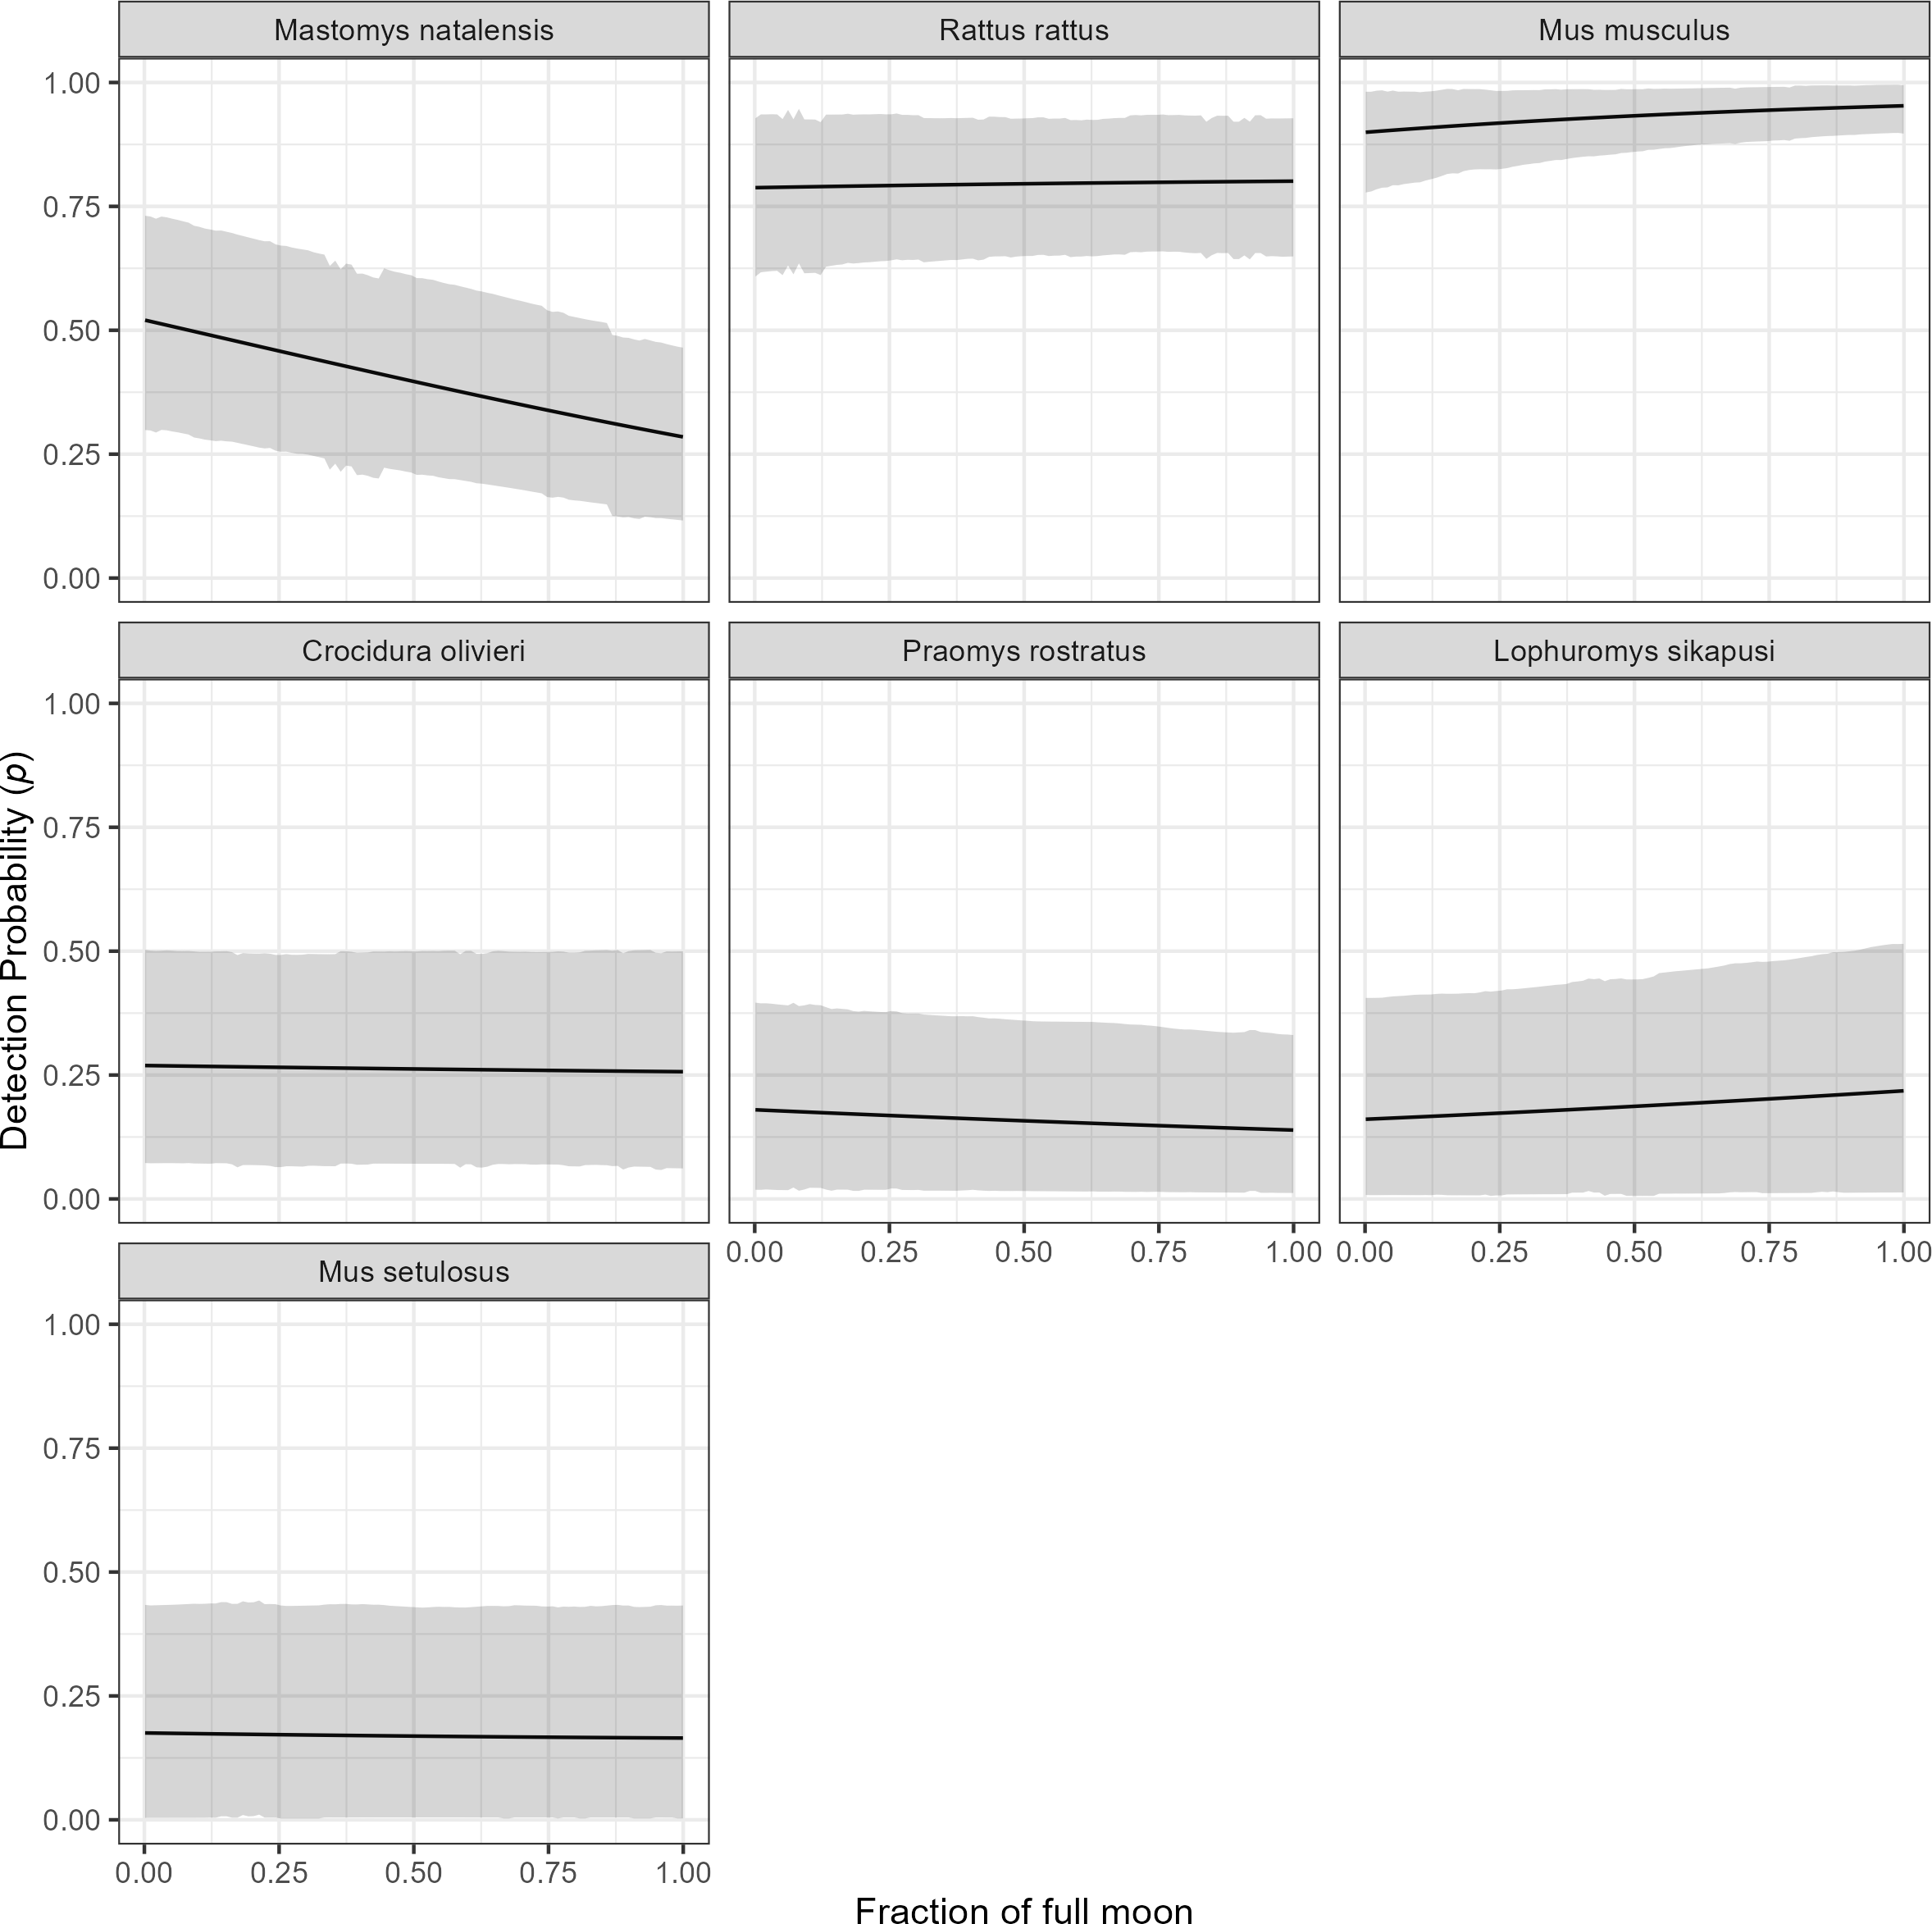 Mastomys natalensis
Rattus rattus
Mus musculus
1.00
0.75
0.50
0.25
0.00
Crocidura olivieri
Praomys rostratus
Lophuromys sikapusi
1.00
0.75
0.50
0.25
0.00
0.00 0.25 0.50 0.75 1.00
0.00 0.25 0.50 0.75 1.00
Mus setulosus
1.00
0.75
0.50
0.25
0.00
0.00 0.25 0.50 0.75 1.00
Detection Probability (p)
Fraction of full moon